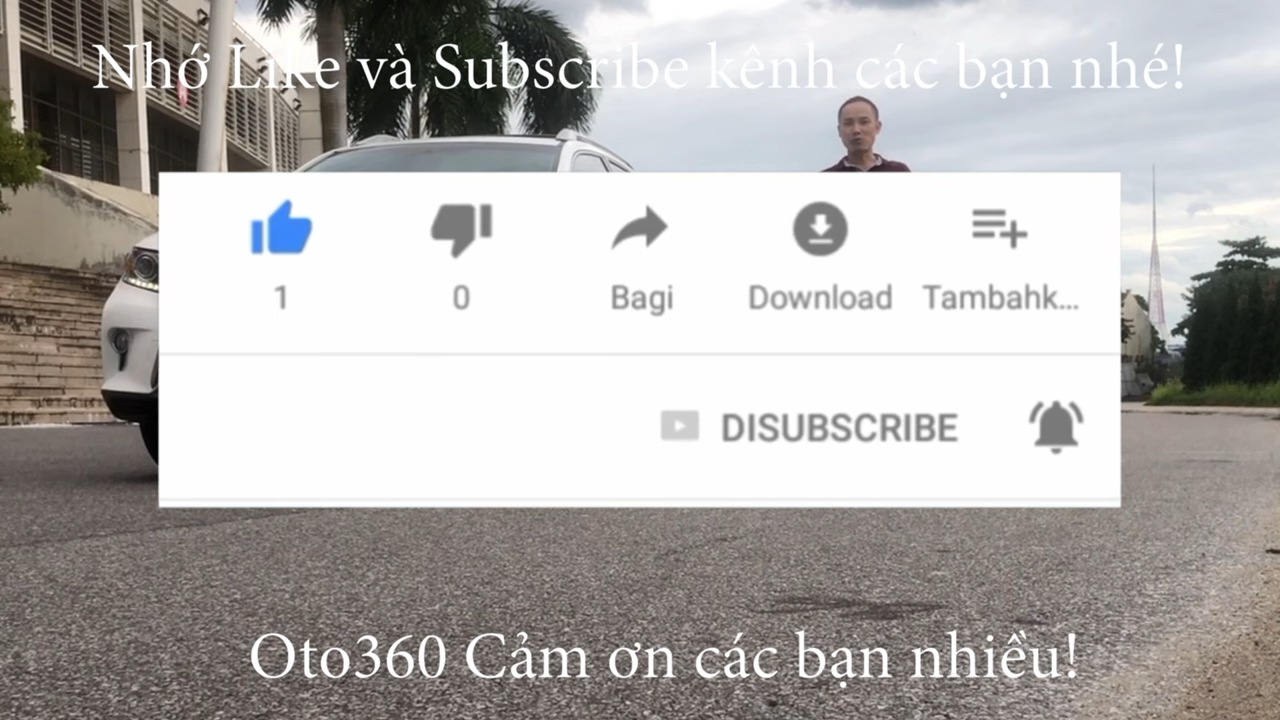 Nhớ Like và Subscribe kênh các bạn nhé!
1 0 Bagi Download Tambahk...
DISUBSCRIBE
Oto360 Cảm ơn các bạn nhiều!